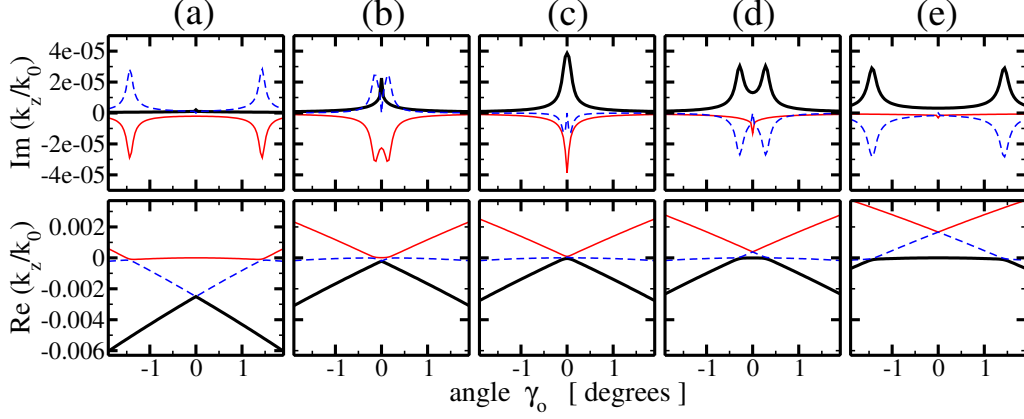 (a) (b) (c) (d) (e)
Im (k_z/k_0)
4e-05
2e-05
0
-2e-05
-4e-05
-1 0 1 -1 0 1 -1 0 1 -1 0 1 -1 0 1
Re (k_z/k_0)
0.002
0
-0.002
-0.004
-0.006
angle γ_o [ degrees ]